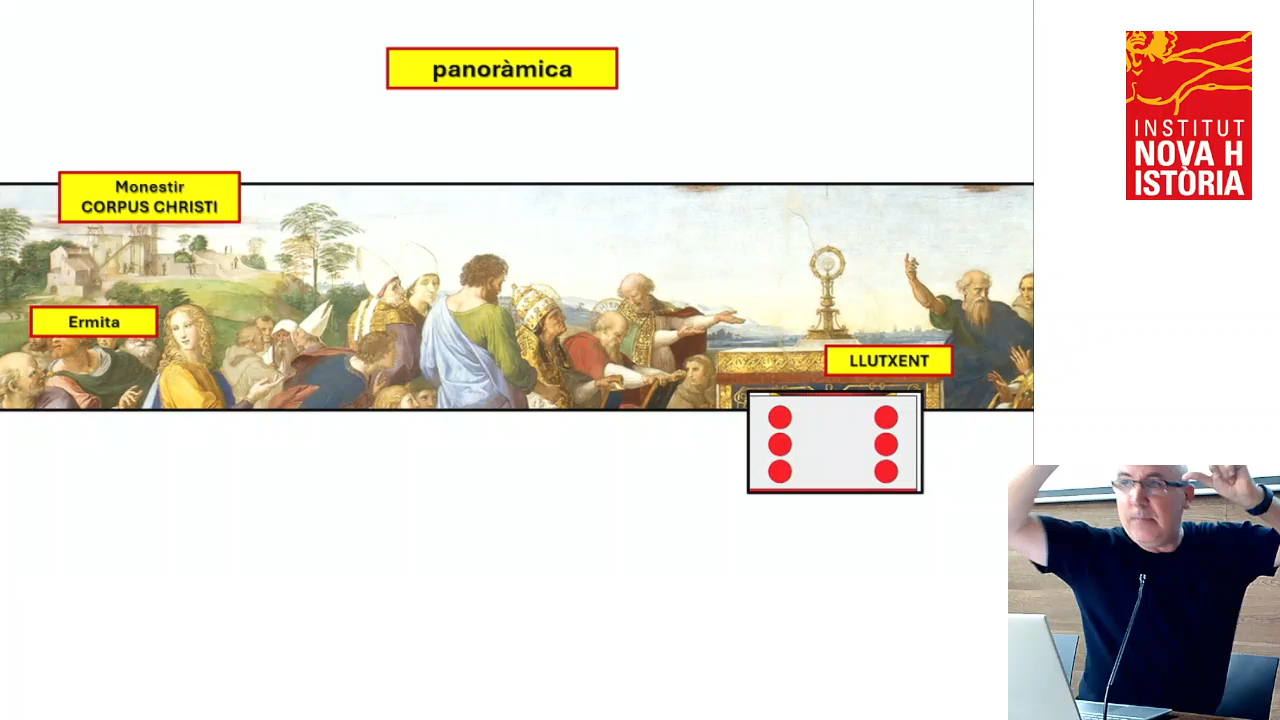 panoràmica
Monestir
CORPUS CHRISTI
Ermita
LLUTXENT
INSTITUT
NOVA H
ISTÒRIA